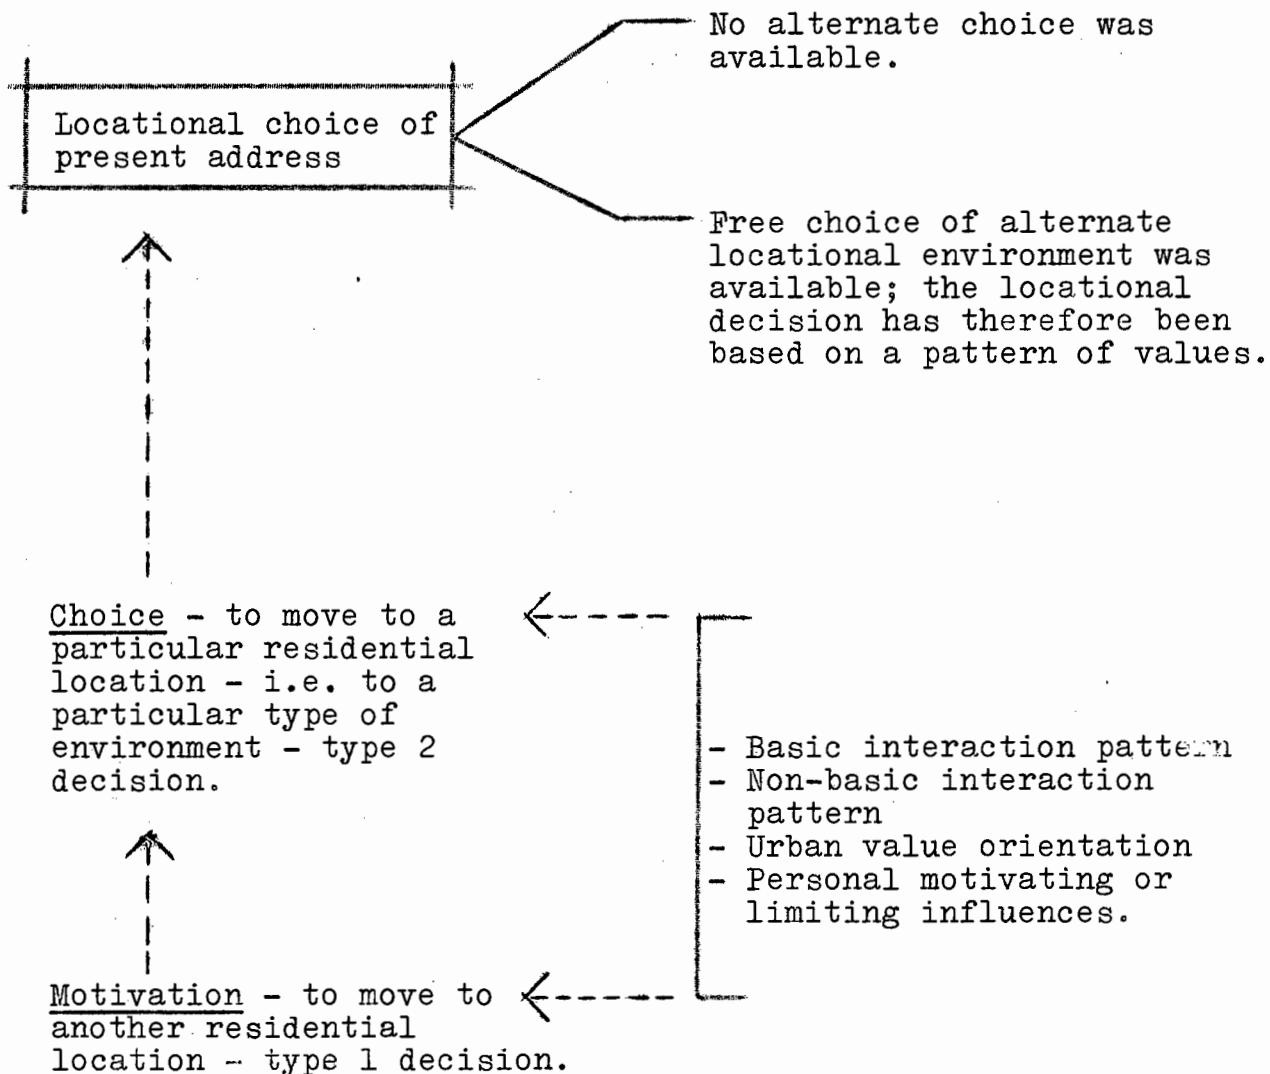 No alternate choice was
available.
Locational choice of
present address
Free choice of alternate
locational environment was
available; the locational
decision has therefore been
based on a pattern of values.
Choice - to move to a
particular residential
location - i.e. to a
particular type of
environment - type 2
decision.
- Basic interaction pattern
- Non-basic interaction
pattern
- Urban value orientation
- Personal motivating or
limiting influences.
Motivation - to move to
another residential
location - type 1 decision.